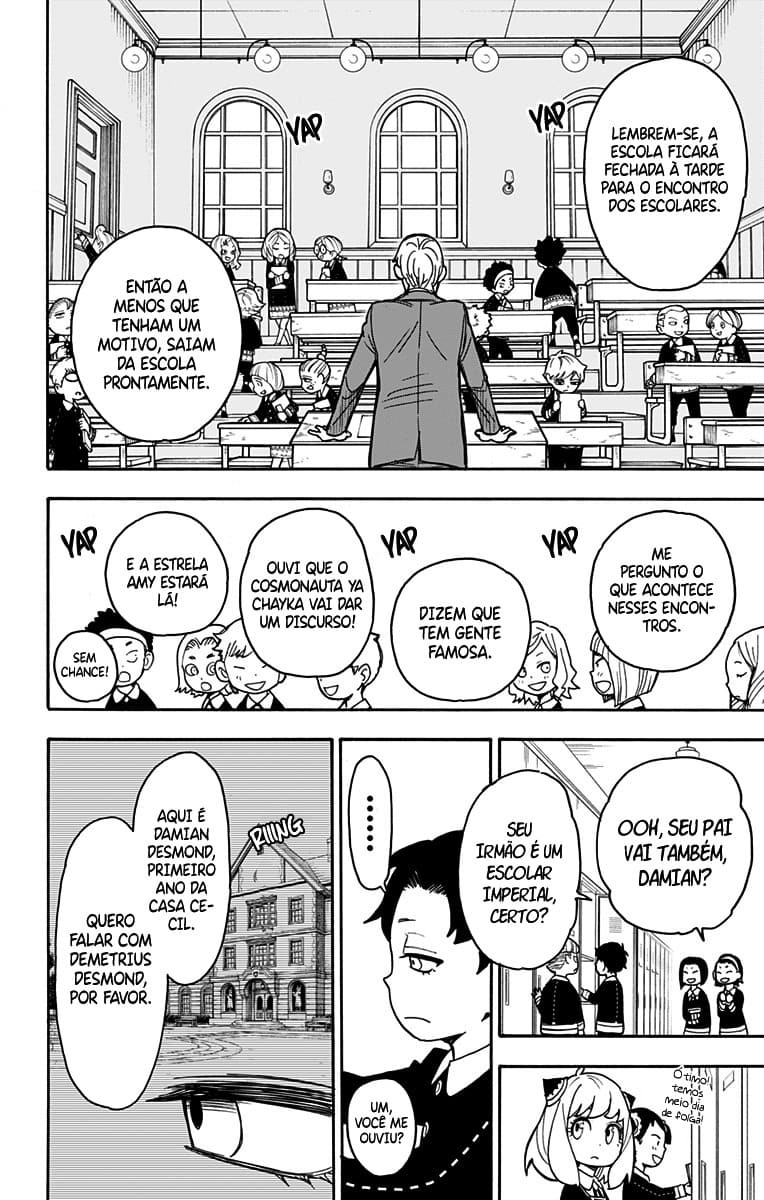 LEMBREM-SE, A
ESCOLA FICARÁ
FECHADA À TARDE
PARA O ENCONTRO
DOS ESCOLARES.
YAP
YAP
ENTÃO A
MENOS QUE
TENHAM UM
MOTIVO, SAIAM
DA ESCOLA
PRONTAMENTE.
ME
PERGUNTO O
QUE ACONTECE
NESSES ENCON-
TROS.
YAP
DIZEM QUE
TEM GENTE
FAMOSA.
YAP
OUVI QUE O
COSMONAUTA YA
CHAYKA VAI DAR
UM DISCURSO!
E A ESTRELA
AMY ESTARÁ
LÁ!
YAP
SEM
CHANCE!
OOH, SEU PAI
VAI TAMBÉM,
DAMIAN?
SEU
IRMÃO É UM
ESCOLAR
IMPERIAL,
CERTO?
Ótimo!
temos
meio dia
de folga!
......
UM,
VOCÊ ME
OUVIU?
RIIING
AQUI É
DAMIAN
DESMOND,
PRIMEIRO
ANO DA
CASA CE-
CIL.
QUERO
FALAR COM
DEMETRIUS
DESMOND,
POR FAVOR.